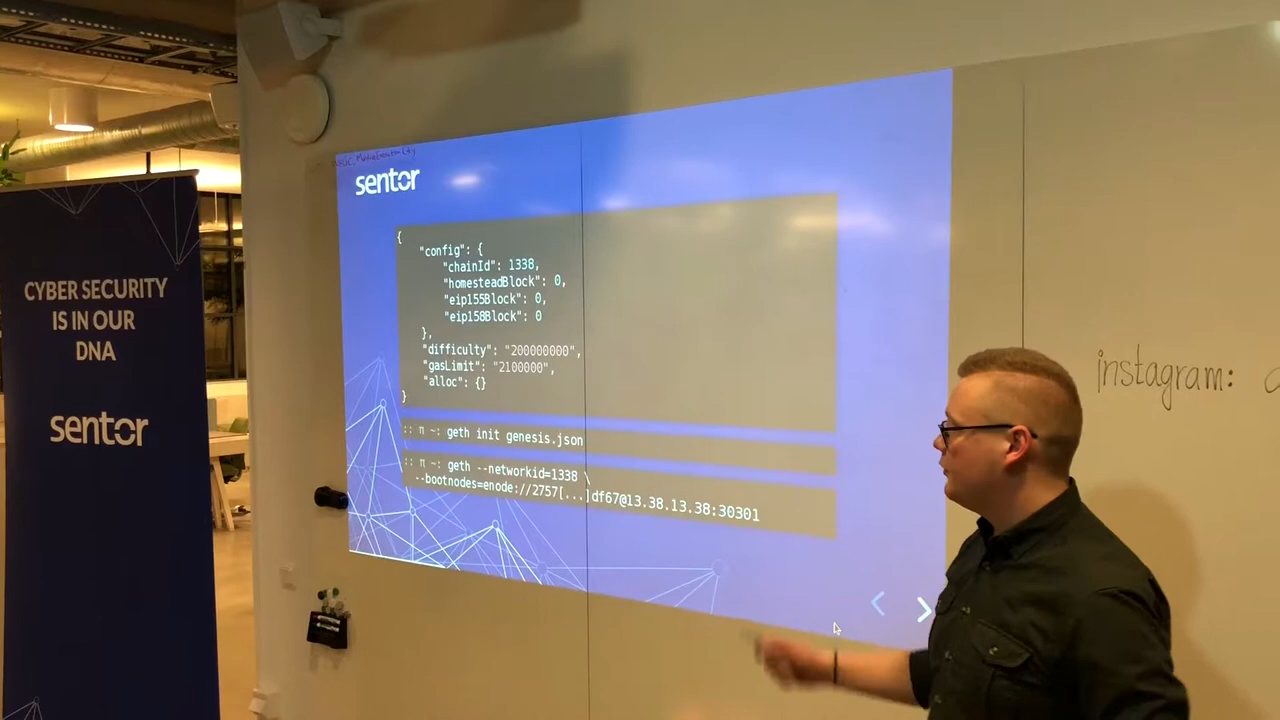 CYBER SECURITY
IS IN OUR
DNA
sentor
sentor
{
"config": {
"chainId": 1338,
"homesteadBlock": 0,
"eip155Block": 0,
"eip158Block": 0
},
"difficulty": "200000000",
"gasLimit": "2100000",
"alloc": {}
}
:: π ~: geth init genesis.json
:: π ~: geth --networkid=1338 \
--bootnodes=enode://2757[...]df67@13.38.13.38:30301
instagram: